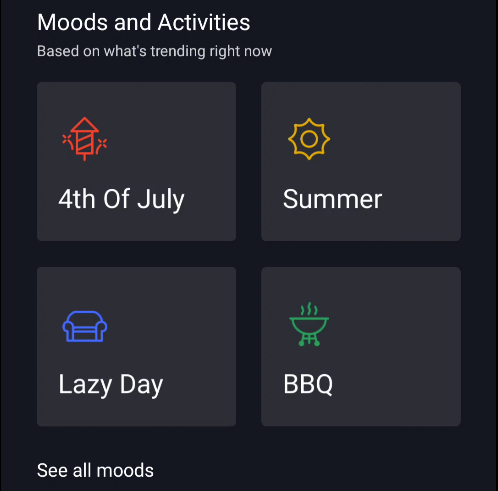 Moods and Activities
Based on what's trending right now
4th Of July
Summer
Lazy Day
BBQ
See all moods